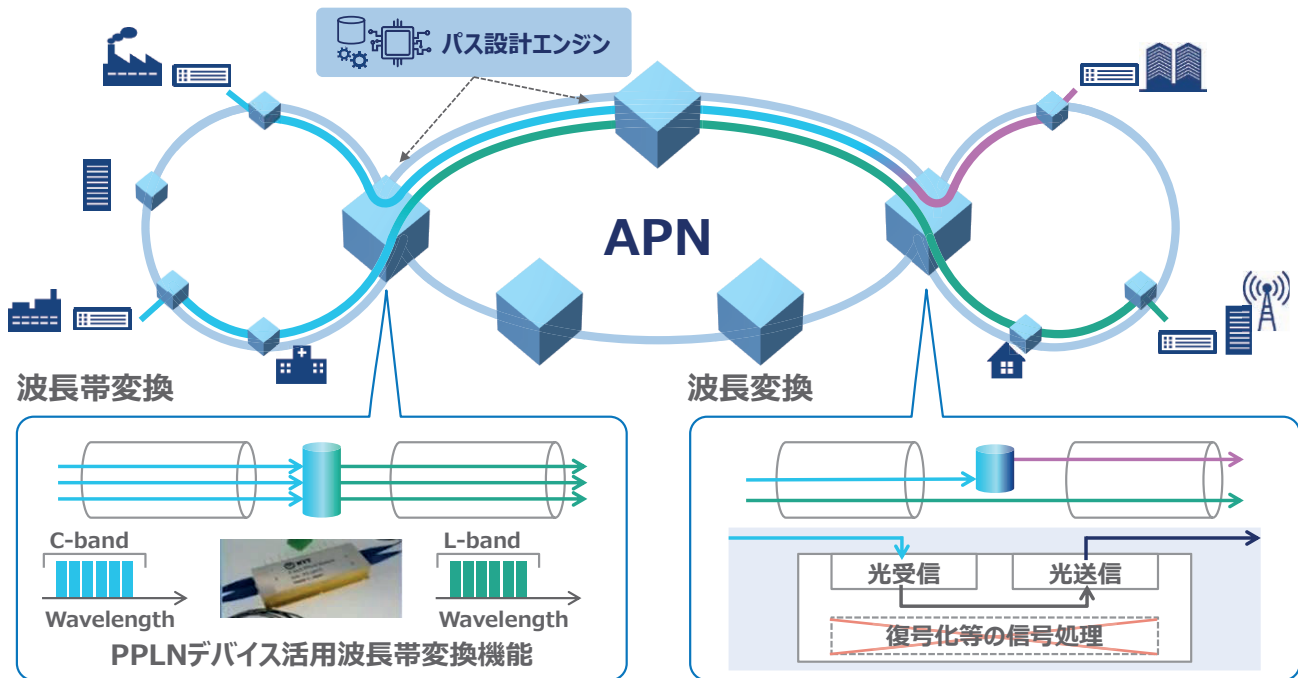 パス設計エンジン
APN
波長帯変換
波長変換
C-band
Wavelength
L-band
Wavelength
PPLNデバイス活用波長帯変換機能
光受信
光送信
復号化等の信号処理